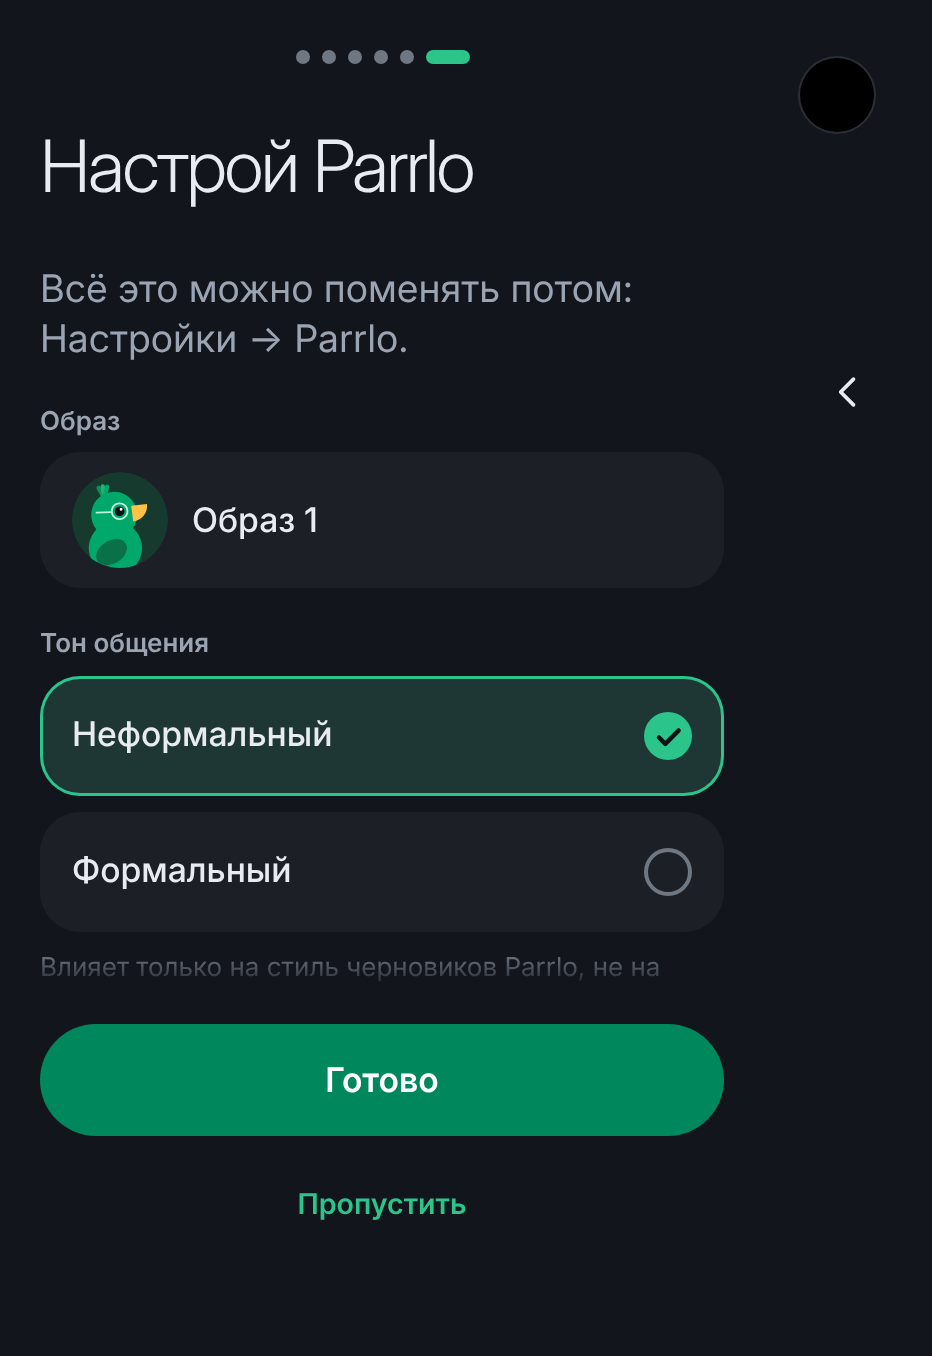 Настрой Parrlo
Всё это можно поменять потом:
Настройки → Parrlo.
Образ
Образ 1
Тон общения
Неформальный
Формальный
Влияет только на стиль черновиков Parrlo, не на
Готово
Пропустить